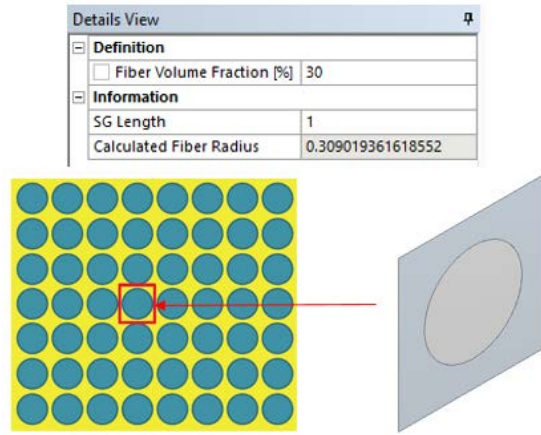 Details View
Definition
Fiber Volume Fraction [%] 30
Information
SG Length 1
Calculated Fiber Radius 0.309019361618552